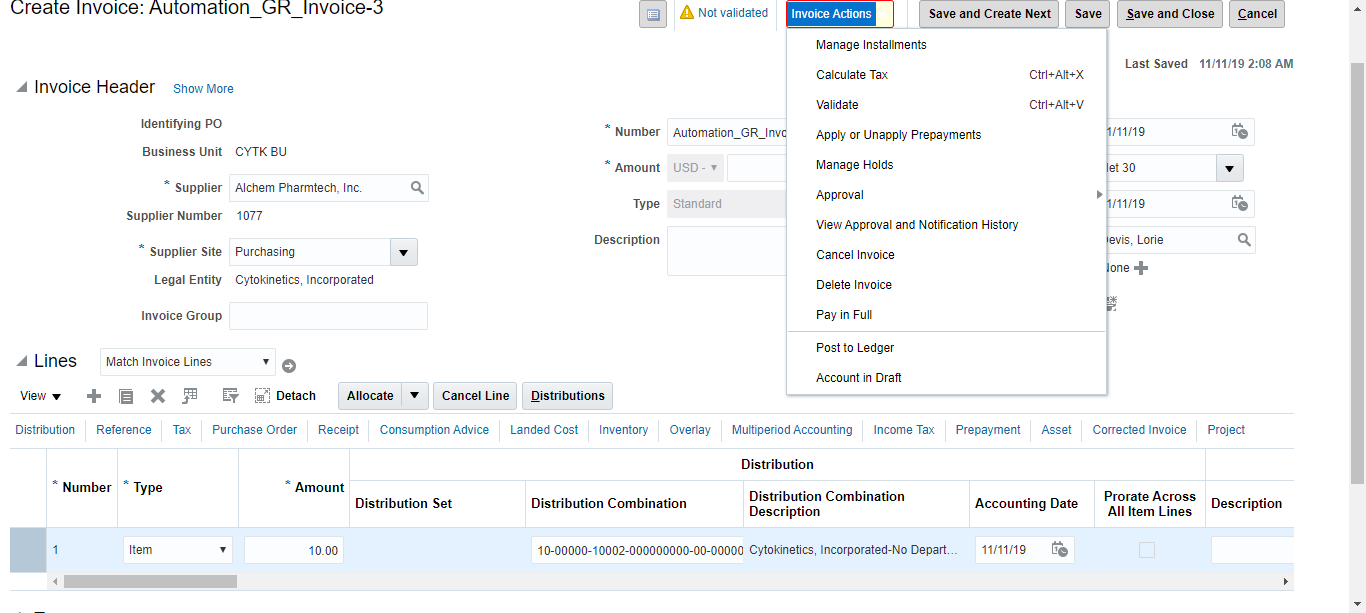 Create Invoice: Automation_GR_Invoice-3
Not validated
Invoice Actions
Save and Create Next
Save
Save and Close
Cancel
Manage Installments
Calculate Tax Ctrl+Alt+X
Validate Ctrl+Alt+V
Apply or Unapply Prepayments
Manage Holds
Approval
View Approval and Notification History
Cancel Invoice
Delete Invoice
Pay in Full
Post to Ledger
Account in Draft
Last Saved 11/11/19 2:08 AM
Invoice Header Show More
Identifying PO
Business Unit CYTK BU
* Supplier Alchem Pharmtech, Inc.
Supplier Number 1077
* Supplier Site Purchasing
Legal Entity Cytokinetics, Incorporated
Invoice Group
* Number Automation_GR_Invo
* Amount USD -
Type Standard
Description
1/11/19
et 30
1/11/19
evis, Lorie
one
Lines Match Invoice Lines
View Detach Allocate Cancel Line Distributions
Distribution Reference Tax Purchase Order Receipt Consumption Advice Landed Cost Inventory Overlay Multiperiod Accounting Income Tax Prepayment Asset Corrected Invoice Project
Distribution
* Number * Type * Amount Distribution Set Distribution Combination Distribution Combination Description Accounting Date Prorate Across All Item Lines Description
1 Item 10.00 10-00000-10002-000000000-00-00000 Cytokinetics, Incorporated-No Depart... 11/11/19